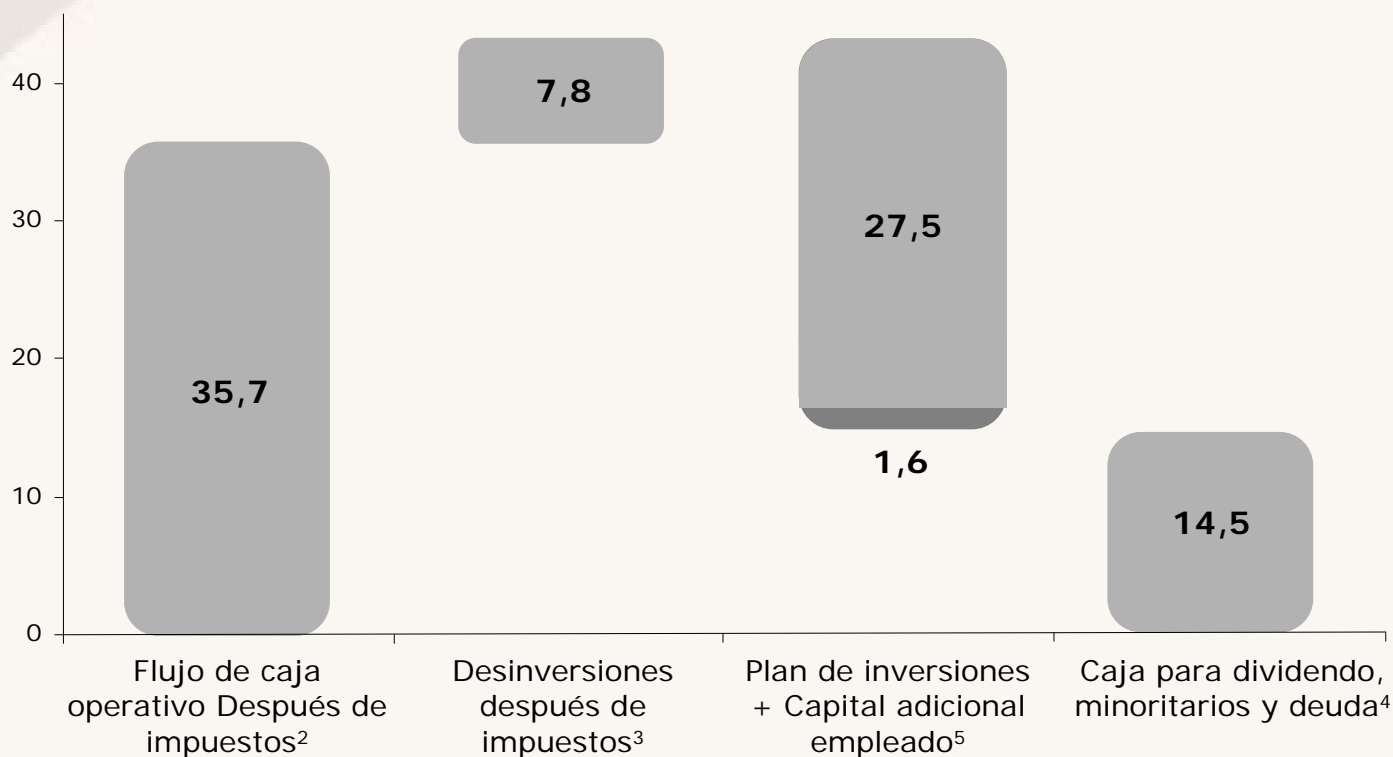 40
30
20
10
0
35,7
7,8
27,5
1,6
14,5
Flujo de caja
operativo Después de
impuestos²
Desinversiones
después de
impuestos³
Plan de inversiones
+ Capital adicional
empleado⁵
Caja para dividendo,
minoritarios y deuda⁴